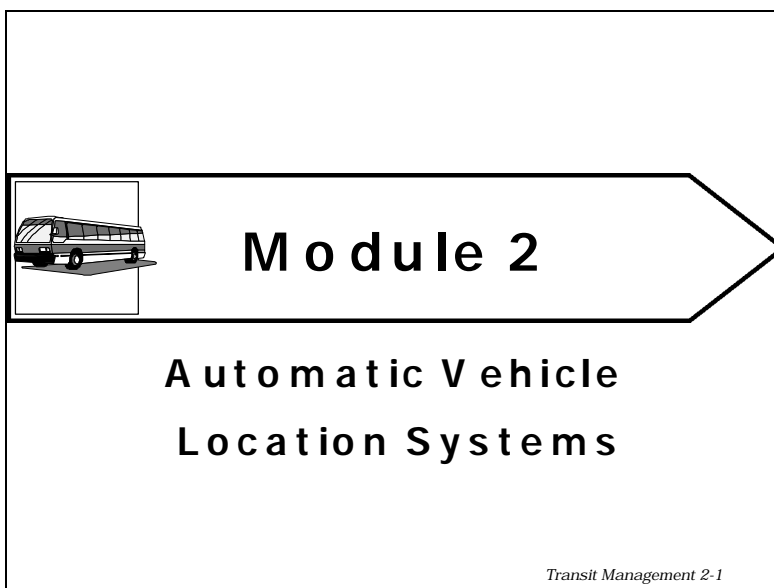 Module 2
Automatic Vehicle
Location Systems
Transit Management 2-1